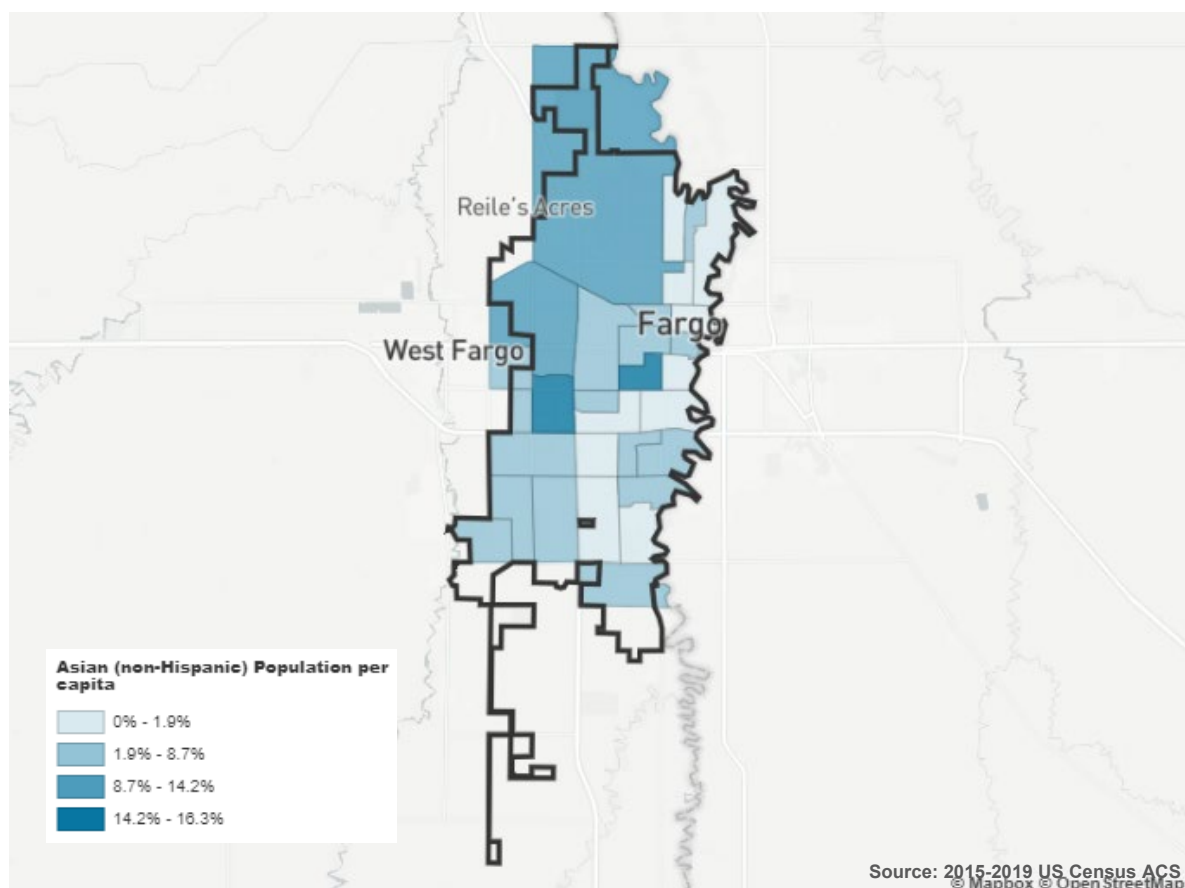 Reile's Acres
Fargo
West Fargo
Asian (non-Hispanic) Population per
capita
0% - 1.9%
1.9% - 8.7%
8.7% - 14.2%
14.2% - 16.3%
Source: 2015-2019 US Census ACS
© Mapbox © OpenStreetMap